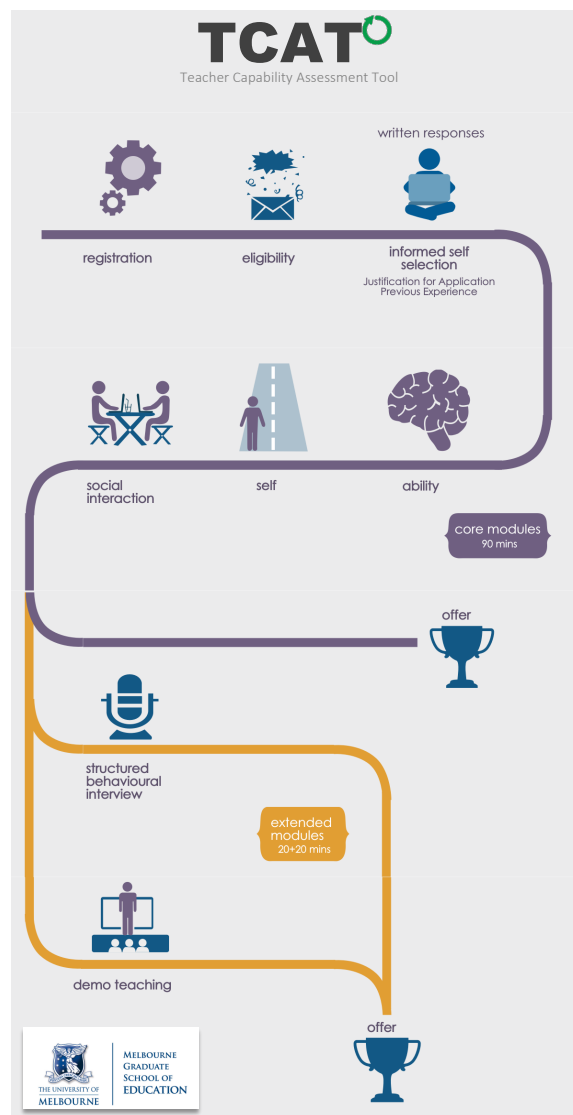 TCAT
Teacher Capability Assessment Tool
written responses
registration
eligibility
informed self
selection
Justification for Application
Previous Experience
social
interaction
self
ability
core modules
90 mins
offer
structured
behavioural
interview
extended
modules
20+20 mins
demo teaching
offer
THE UNIVERSITY OF
MELBOURNE
MELBOURNE
GRADUATE
SCHOOL OF
EDUCATION